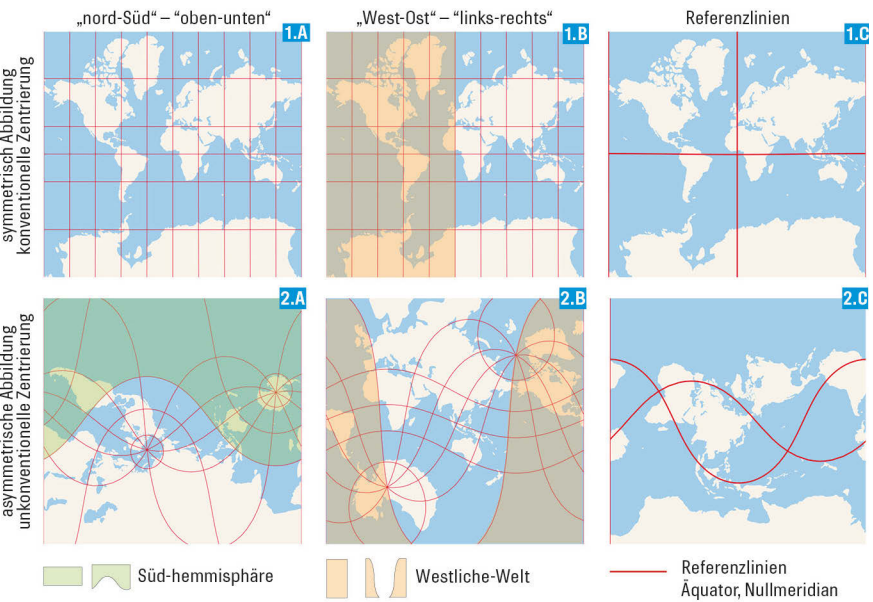 „nord-Süd“ – “oben-unten“
„West-Ost“ – “links-rechts“
Referenzlinien
symmetrisch Abbildung
konventionelle Zentrierung
1.A
1.B
1.C
asymmetrische Abbildung
unkonventionelle Zentrierung
2.A
2.B
2.C
Süd-hemmisphäre
Westliche-Welt
Referenzlinien
Äquator, Nullmeridian